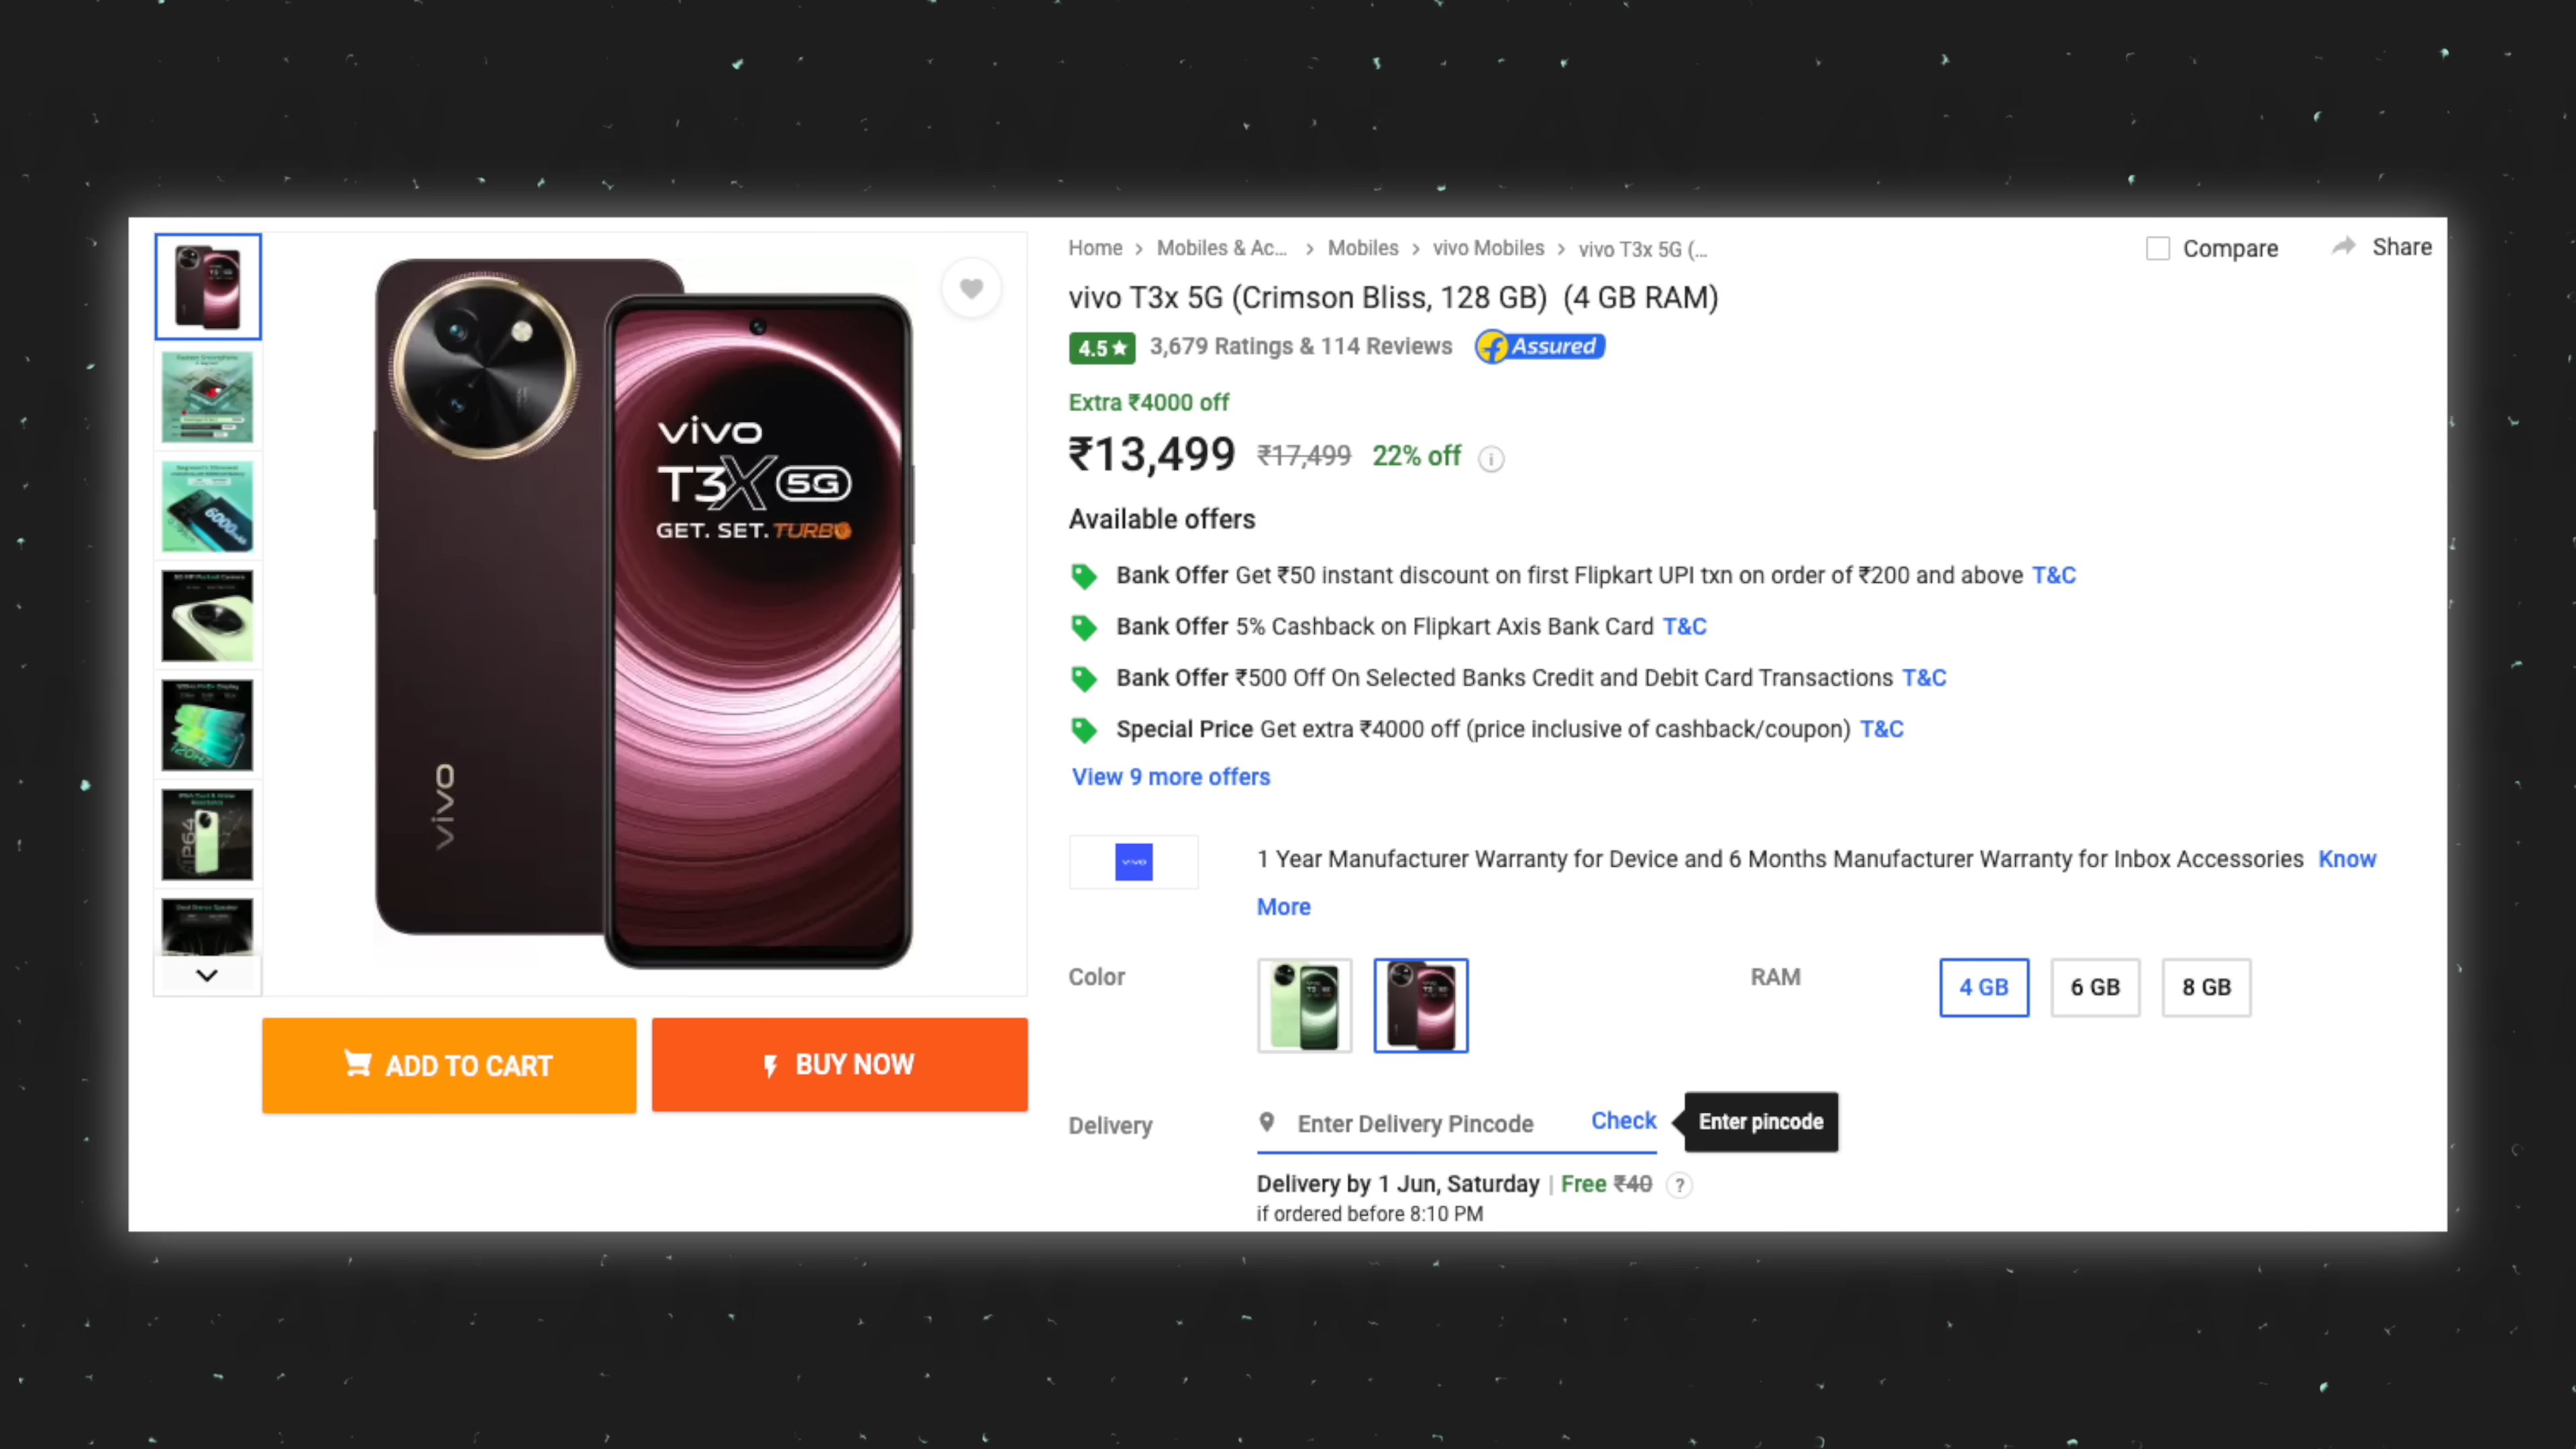 Home > Mobiles & Ac... > Mobiles > vivo Mobiles > vivo T3x 5G (...
Compare
Share
vivo T3x 5G (Crimson Bliss, 128 GB) (4 GB RAM)
4.5★ 3,679 Ratings & 114 Reviews
Assured
Extra ₹4000 off
₹13,499 ₹17,499 22% off
Available offers
Bank Offer Get ₹50 instant discount on first Flipkart UPI txn on order of ₹200 and above T&C
Bank Offer 5% Cashback on Flipkart Axis Bank Card T&C
Bank Offer ₹500 Off On Selected Banks Credit and Debit Card Transactions T&C
Special Price Get extra ₹4000 off (price inclusive of cashback/coupon) T&C
View 9 more offers
vivo
1 Year Manufacturer Warranty for Device and 6 Months Manufacturer Warranty for Inbox Accessories Know
More
Color
RAM
4 GB
6 GB
8 GB
Delivery
Enter Delivery Pincode
Check
Enter pincode
Delivery by 1 Jun, Saturday | Free ₹40 ?
if ordered before 8:10 PM
vivo
T3X 5G
GET. SET. TURBO
vivo
6000mAh
120Hz
IP64
ADD TO CART
BUY NOW